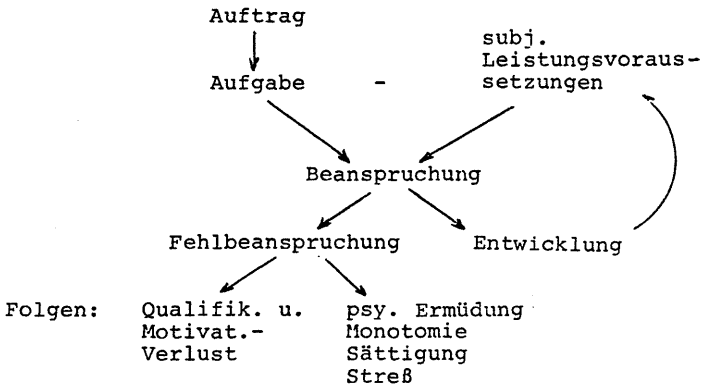 Auftrag
subj.
Leistungsvoraus-
Aufgabe - setzungen
Beanspruchung
Fehlbeanspruchung Entwicklung
Folgen: Qualifik. u. psy. Ermüdung
Motivat.- Monotomie
Verlust Sättigung
Streß